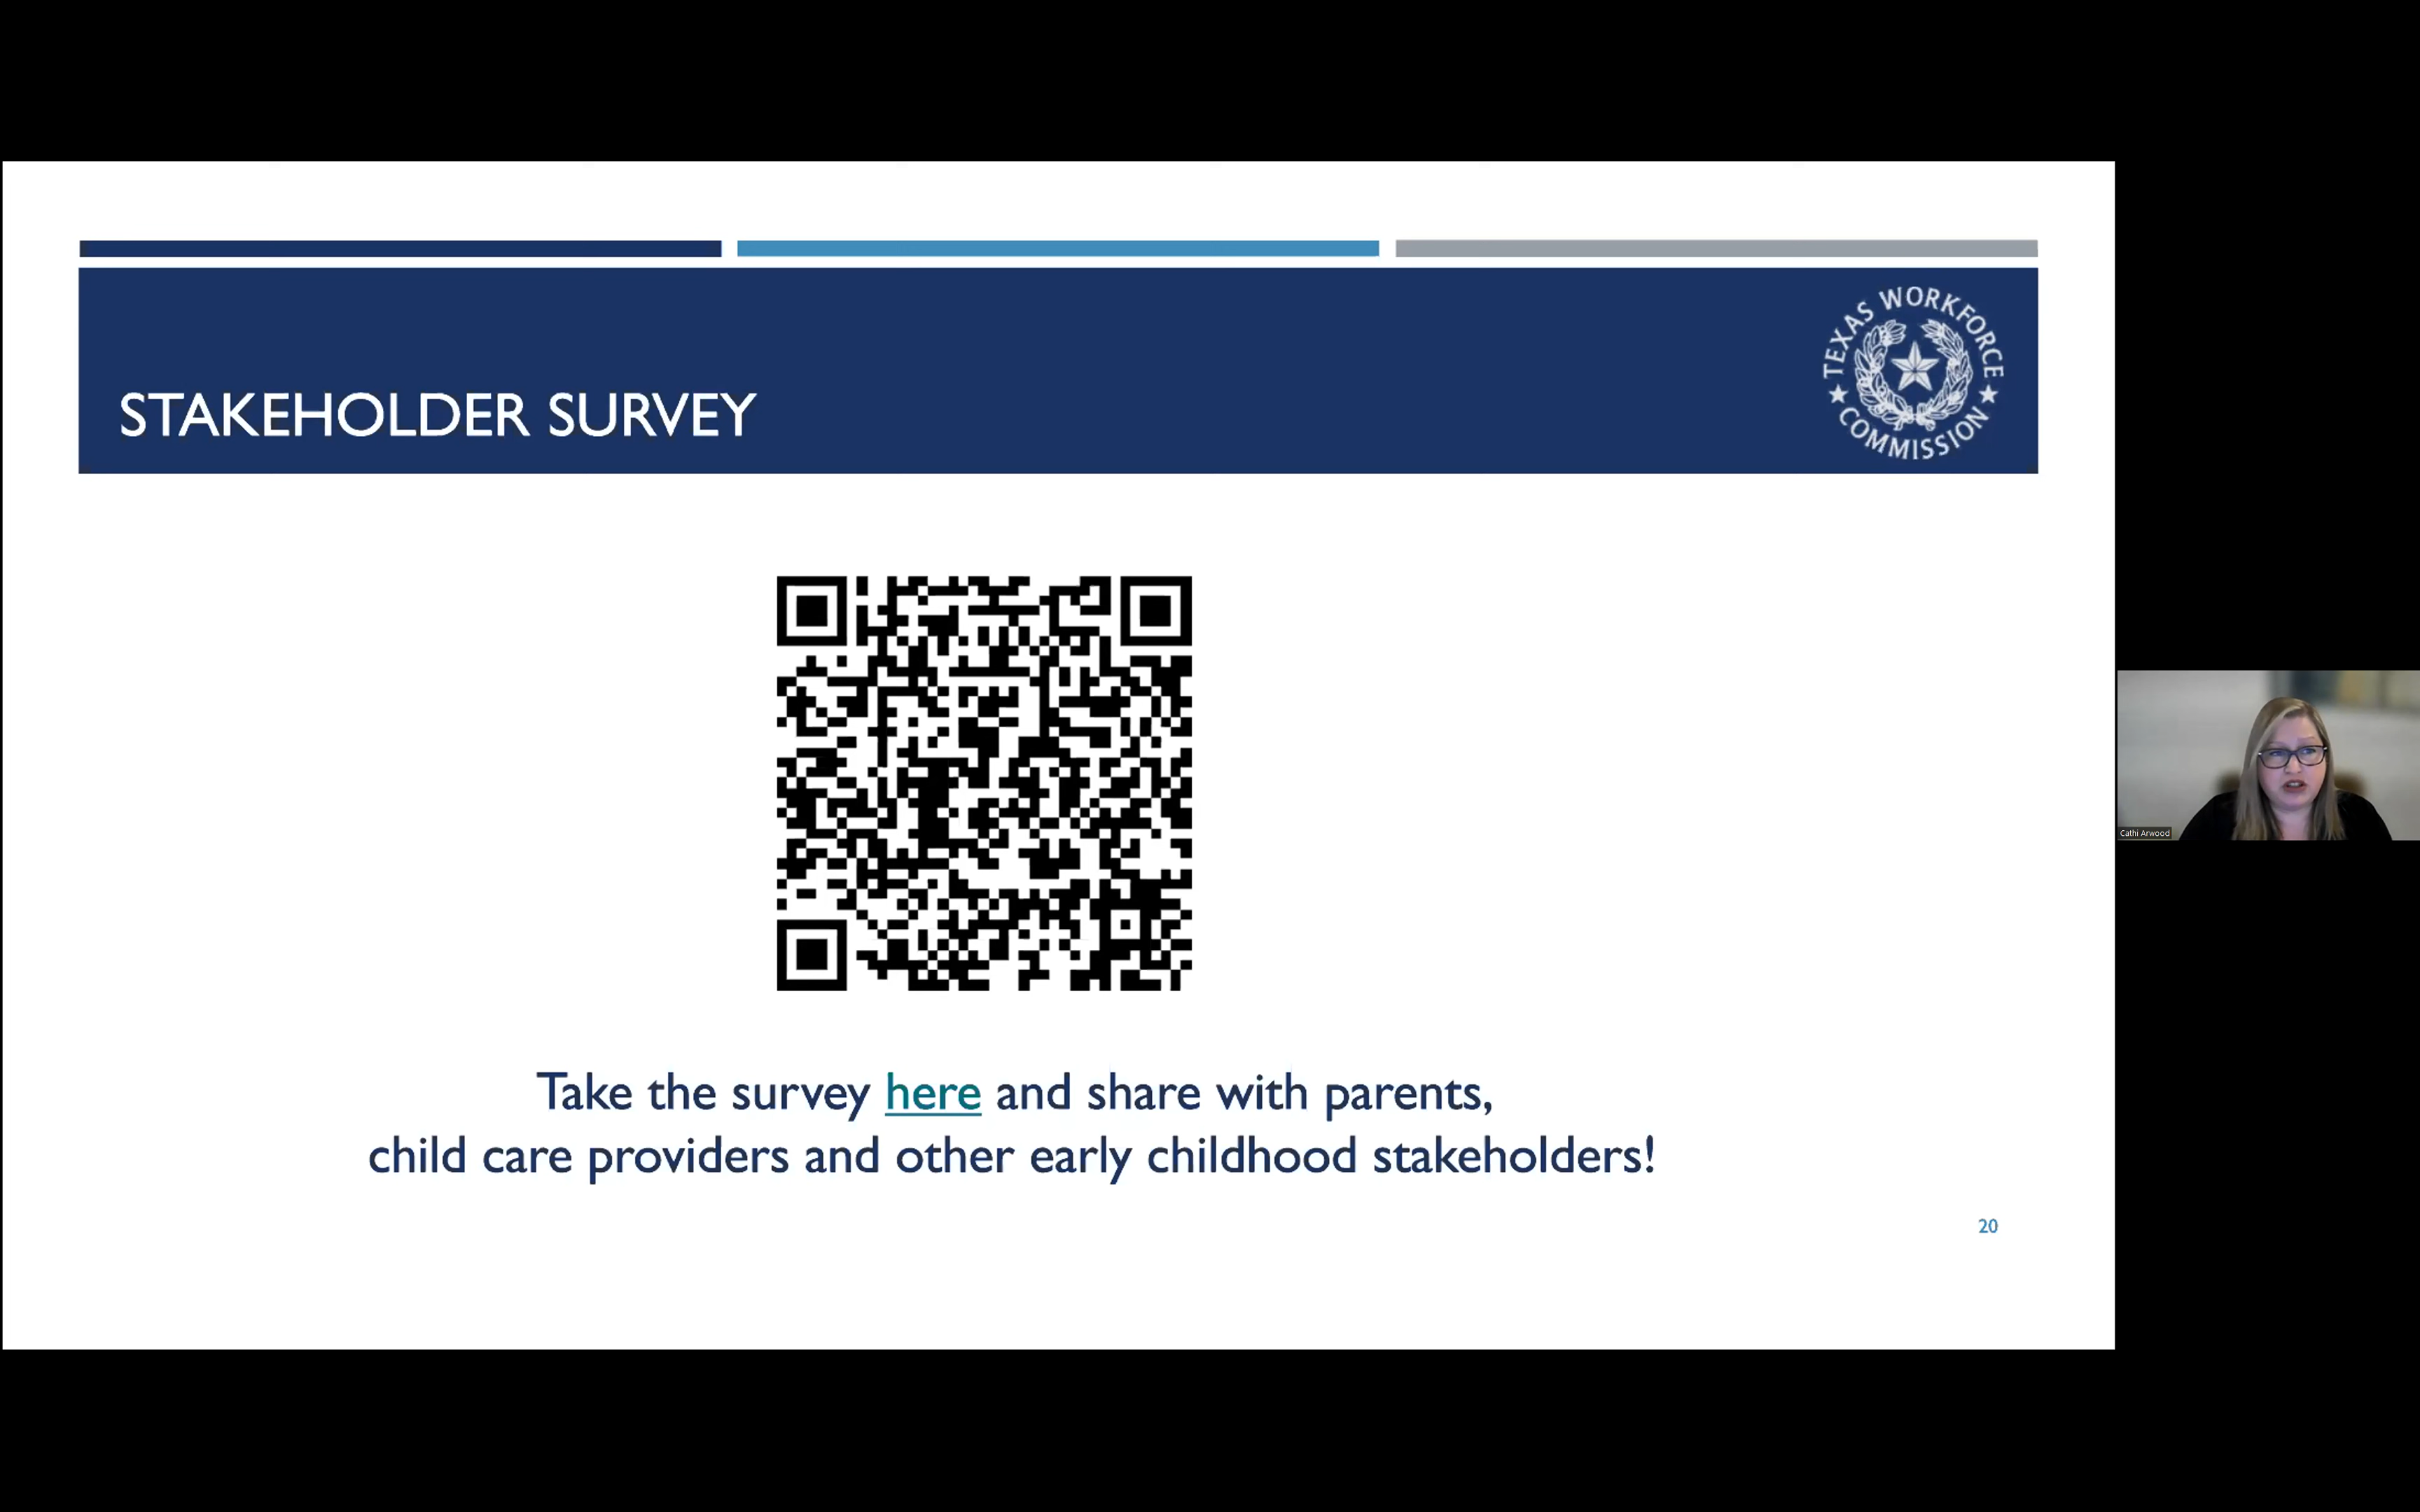 STAKEHOLDER SURVEY
TEXAS WORKFORCE
COMMISSION
Take the survey here and share with parents,
child care providers and other early childhood stakeholders!
20
Cathi Arwood